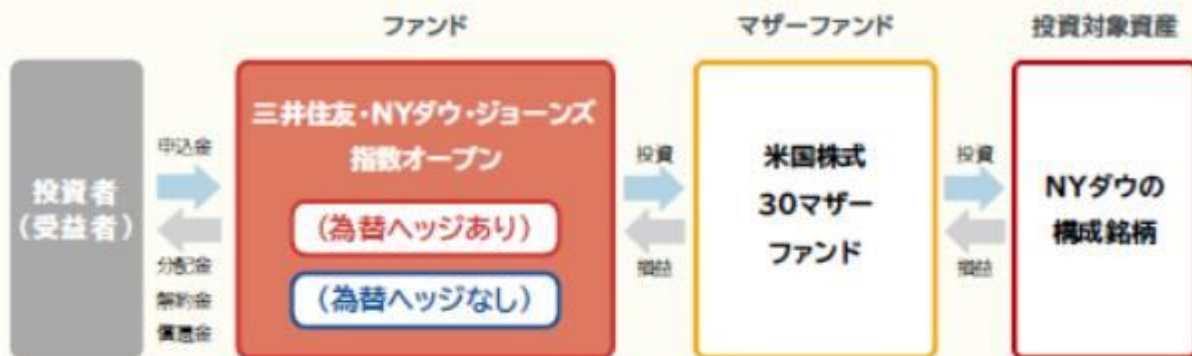 ファンド
マザーファンド
投資対象資産
投資者
(受益者)
申込金
分配金
解約金
償還金
三井住友・NYダウ・ジョーンズ
指数オープン
(為替ヘッジあり)
(為替ヘッジなし)
投資
損益
米国株式
30マザー
ファンド
投資
損益
NYダウの
構成銘柄